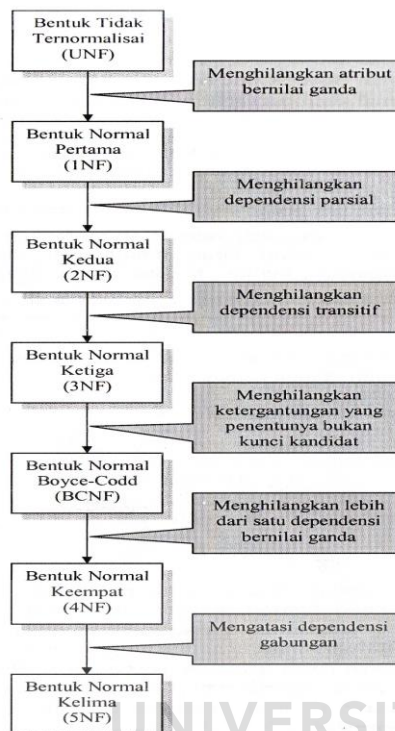 Bentuk Tidak
Ternormalisai
(UNF)
Menghilangkan atribut
bernilai ganda
Bentuk Normal
Pertama
(1NF)
Menghilangkan
dependensi parsial
Bentuk Normal
Kedua
(2NF)
Menghilangkan
dependensi transitif
Bentuk Normal
Ketiga
(3NF)
Menghilangkan
ketergantungan yang
penentunya bukan
kunci kandidat
Bentuk Normal
Boyce-Codd
(BCNF)
Menghilangkan lebih
dari satu dependensi
bernilai ganda
Bentuk Normal
Keempat
(4NF)
Mengatasi dependensi
gabungan
Bentuk Normal
Kelima
(5NF)
UNIVERSIT